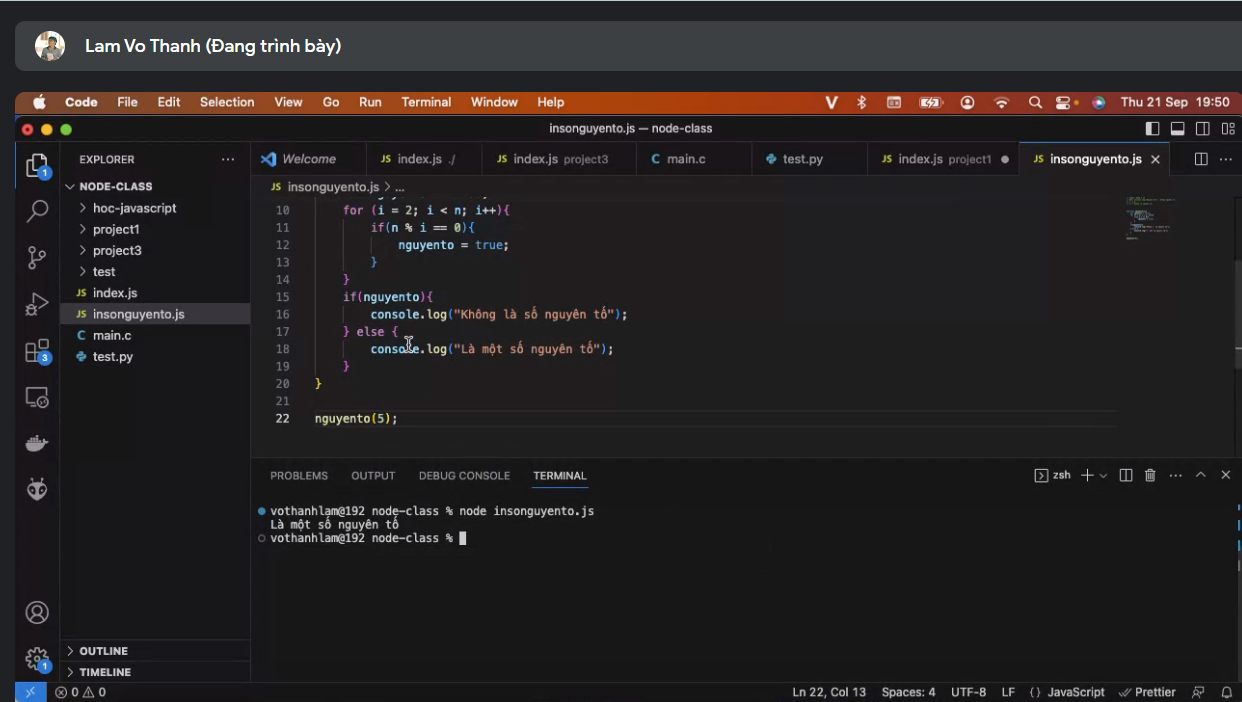 Lam Vo Thanh (Đang trình bày)
Code File Edit Selection View Go Run Terminal Window Help Thu 21 Sep 19:50
insonguyento.js — node-class
EXPLORER
Welcome
JS index.js ./
JS index.js project3
C main.c
test.py
JS index.js project1
JS insonguyento.js
NODE-CLASS
hoc-javascript
project1
project3
test
JS index.js
JS insonguyento.js
C main.c
test.py
OUTLINE
TIMELINE
1
3
1
JS insonguyento.js > ...
10 for (i = 2; i < n; i++){
11 if(n % i == 0){
12 nguyento = true;
13 }
14 }
15 if(nguyento){
16 console.log("Không là số nguyên tố");
17 } else {
18 console.log("Là một số nguyên tố");
19 }
20 }
21
22 nguyento(5);
PROBLEMS OUTPUT DEBUG CONSOLE TERMINAL zsh
vothanhlam@192 node-class % node insonguyento.js
Là một số nguyên tố
vothanhlam@192 node-class %
0 0 Ln 22, Col 13 Spaces: 4 UTF-8 LF {} JavaScript Prettier